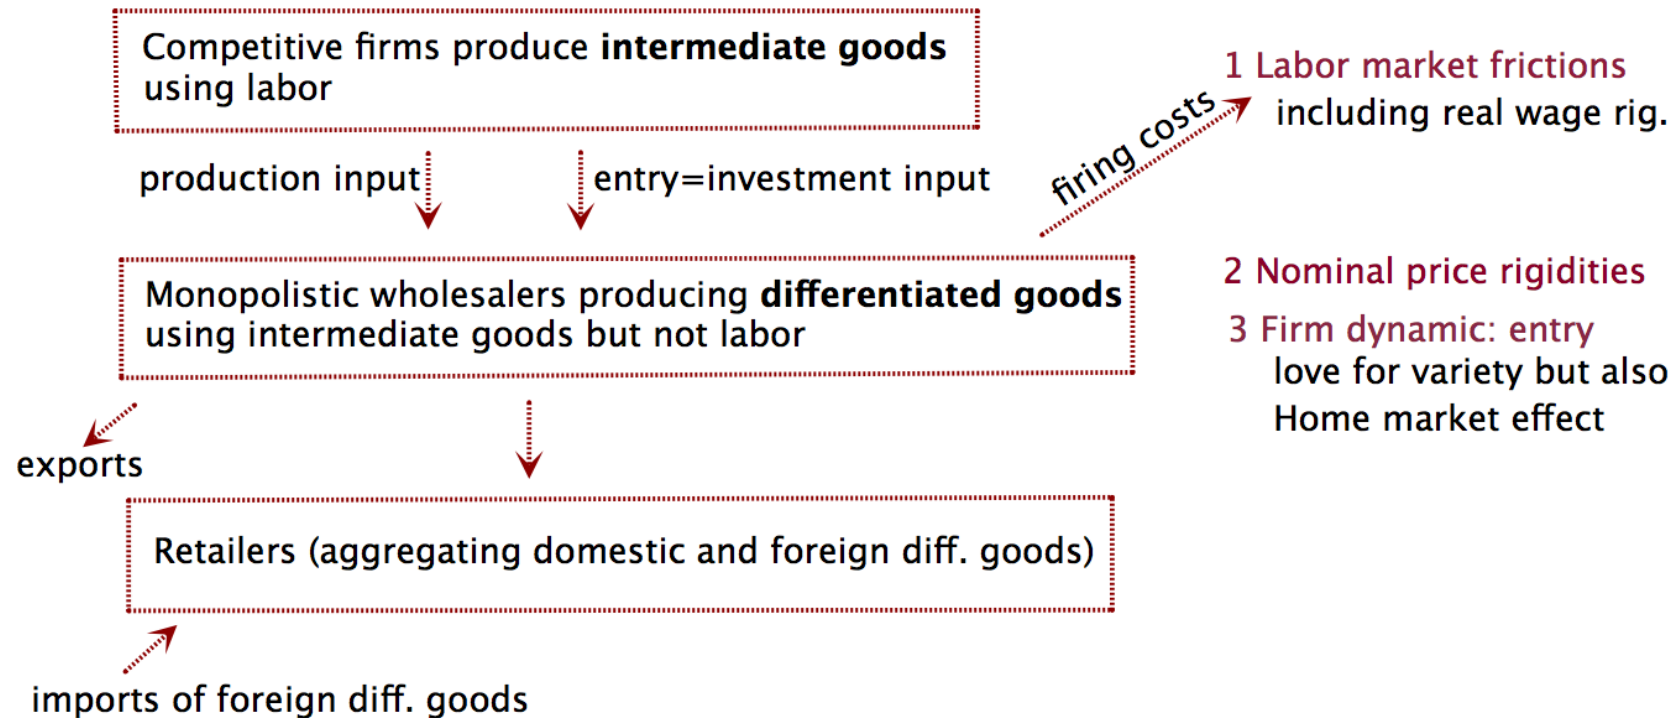 Competitive firms produce intermediate goods
using labor
1 Labor market frictions
including real wage rig.
firing costs
production input
entry=investment input
Monopolistic wholesalers producing differentiated goods
using intermediate goods but not labor
2 Nominal price rigidities
3 Firm dynamic: entry
love for variety but also
Home market effect
exports
Retailers (aggregating domestic and foreign diff. goods)
imports of foreign diff. goods